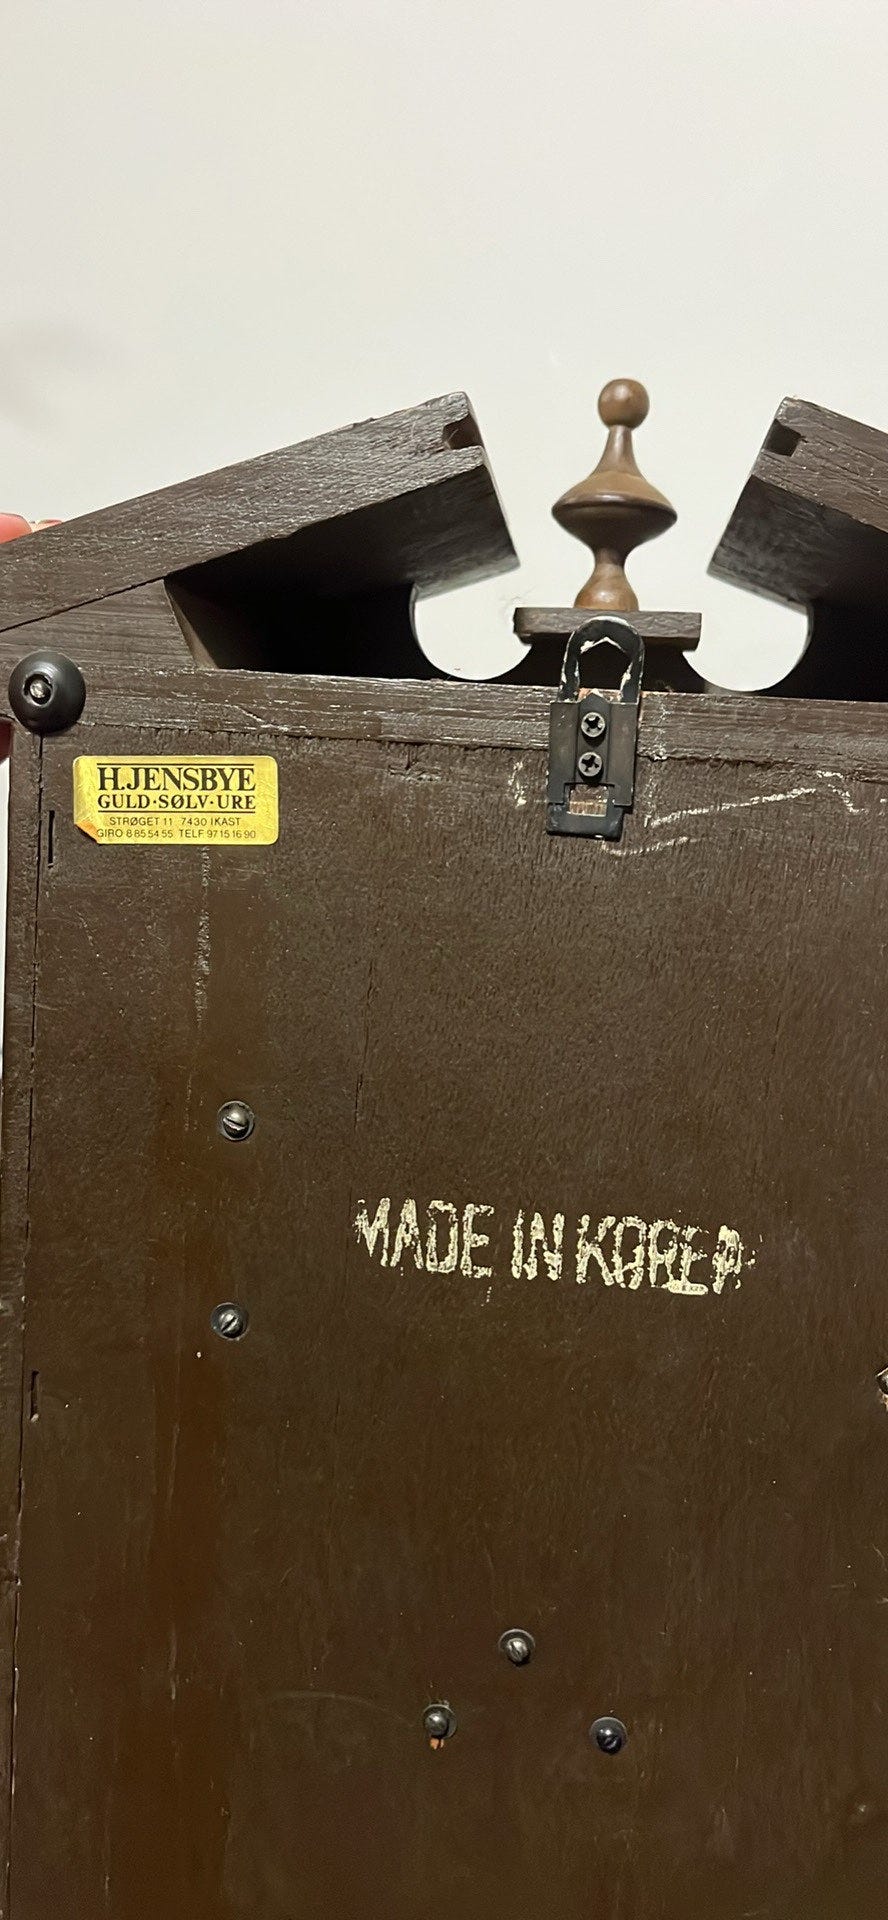 H.JENSBYE
GULD·SØLV·URE
STRØGET 11 7430 IKAST
GIRO 8 85 54 55 TELF. 97 15 16 90
MADE IN KOREA